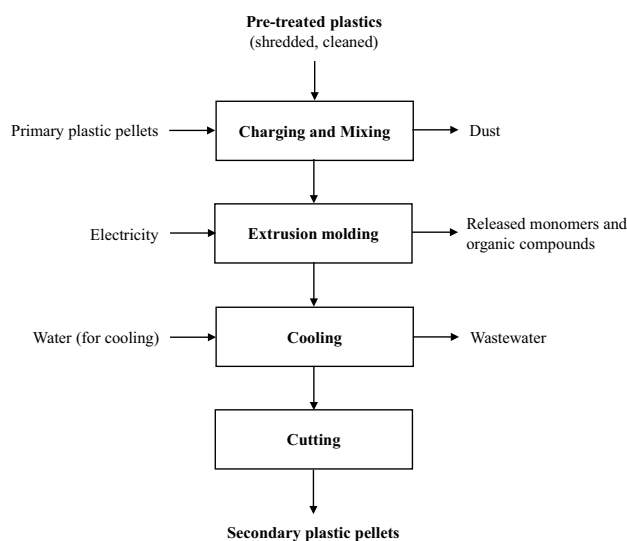 Pre-treated plastics
(shredded, cleaned)
Primary plastic pellets
Charging and Mixing
Dust
Electricity
Extrusion molding
Released monomers and
organic compounds
Water (for cooling)
Cooling
Wastewater
Cutting
Secondary plastic pellets